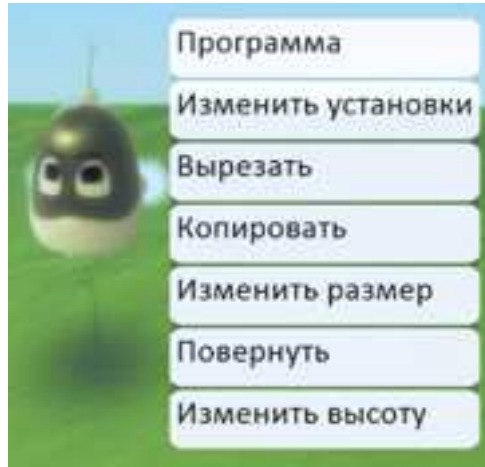 Программа
Изменить установки
Вырезать
Копировать
Изменить размер
Повернуть
Изменить высоту